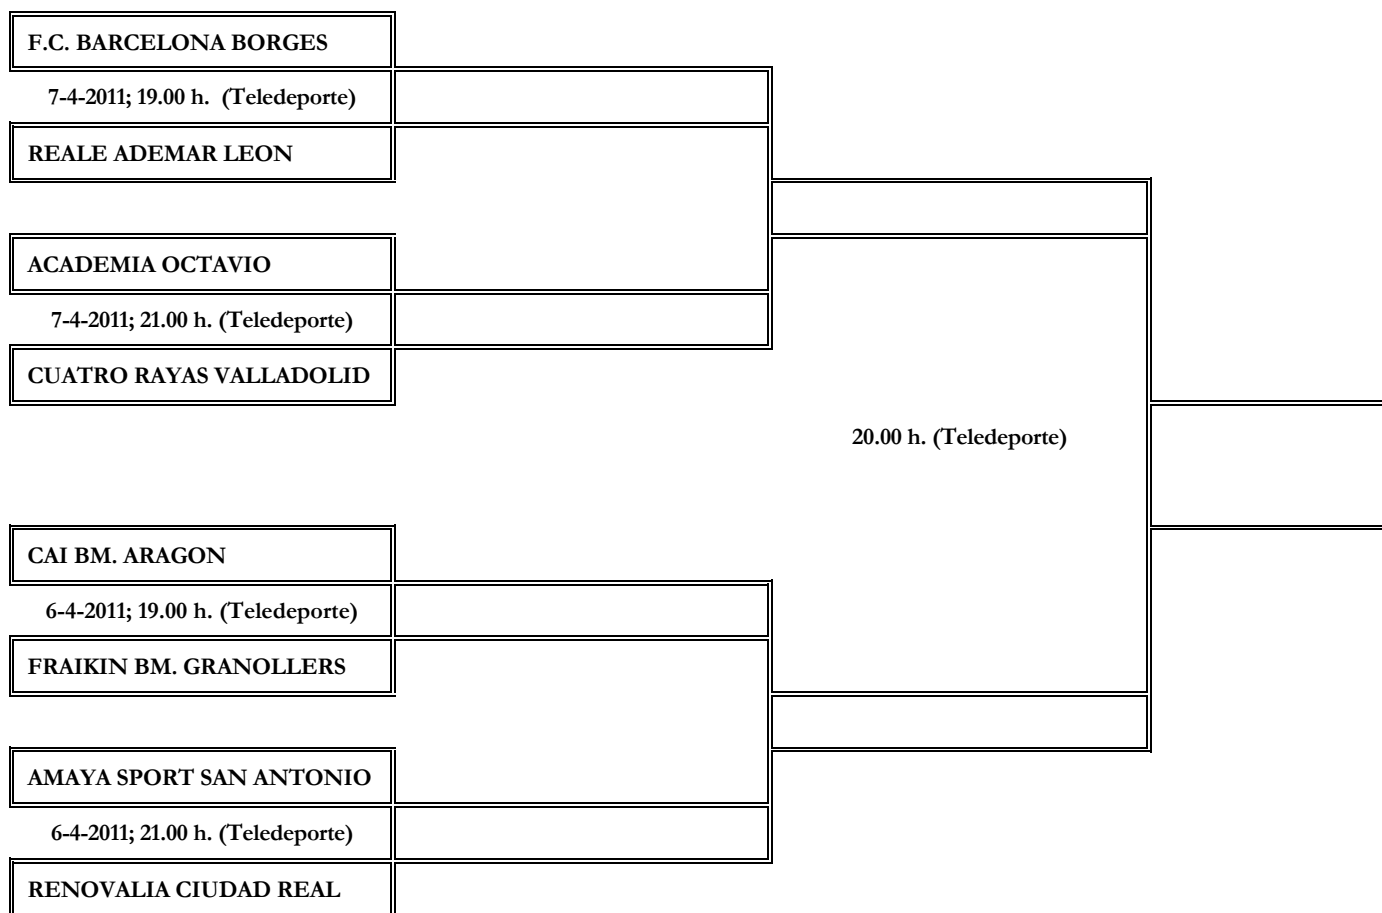 F.C. BARCELONA BORGES
7-4-2011; 19.00 h.  (Teledeporte)
REALE ADEMAR LEON
ACADEMIA OCTAVIO
7-4-2011; 21.00 h. (Teledeporte)
CUATRO RAYAS VALLADOLID
20.00 h. (Teledeporte)
CAI BM. ARAGON
6-4-2011; 19.00 h. (Teledeporte)
FRAIKIN BM. GRANOLLERS
AMAYA SPORT SAN ANTONIO
6-4-2011; 21.00 h. (Teledeporte)
RENOVALIA CIUDAD REAL